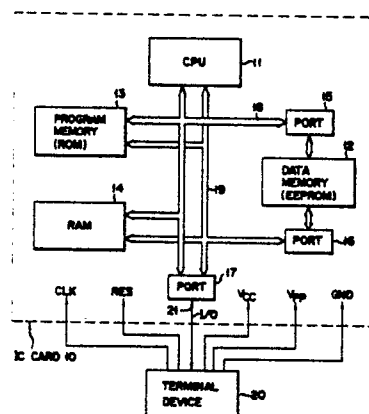 CPU
11
13
PROGRAM
MEMORY
(ROM)
18
15
PORT
12
DATA
MEMORY
(EEPROM)
14
RAM
19
PORT
16
PORT
17
21
I/O
CLK
RES
VCC
VPP
GND
IC CARD 10
TERMINAL
DEVICE
20